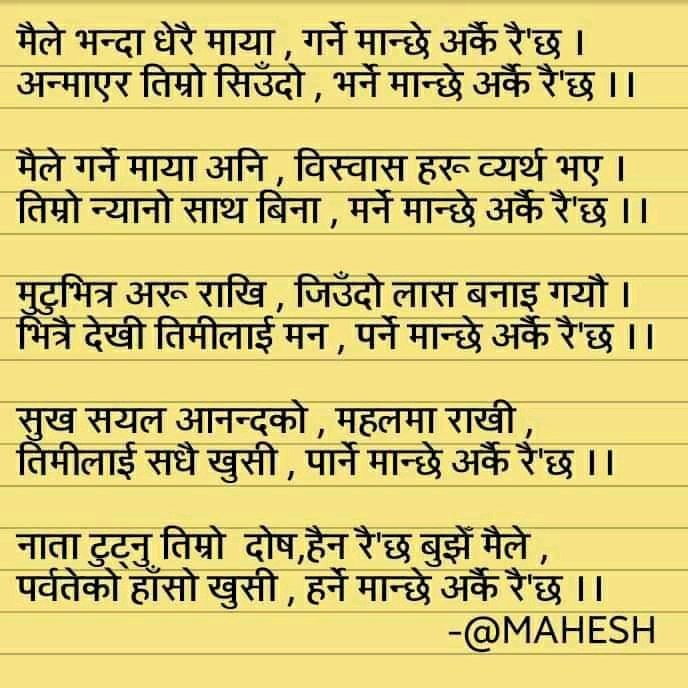 मैले भन्दा धेरै माया , गर्ने मान्छे अर्कै रै'छ ।
अन्माएर तिम्रो सिउँदो , भर्ने मान्छे अर्कै रै'छ ।।
मैले गर्ने माया अनि , विस्वास हरू व्यर्थ भए ।
तिम्रो न्यानो साथ बिना , मर्ने मान्छे अर्कै रै'छ ।।
मुटुभित्र अरू राखि , जिउँदो लास बनाइ गयौ ।
भित्रै देखी तिमीलाई मन , पर्ने मान्छे अर्कै रै'छ ।।
सुख सयल आनन्दको , महलमा राखी ,
तिमीलाई सधै खुसी , पार्ने मान्छे अर्कै रै'छ ।।
नाता टुट्नु तिम्रो दोष,हैन रै'छ बुझेँ मैले ,
पर्वतेको हाँसो खुसी , हर्ने मान्छे अर्कै रै'छ ।।
-@MAHESH